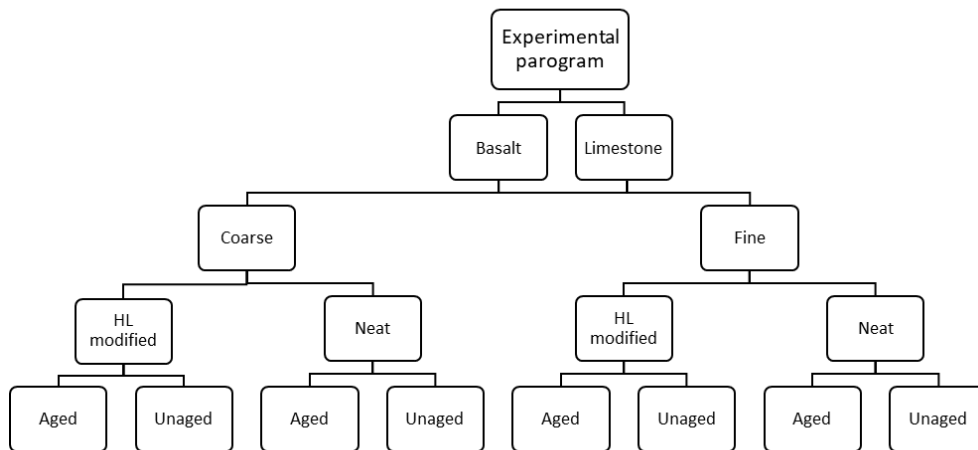 Experimental
parogram
Basalt
Limestone
Coarse
Fine
HL
modified
Neat
HL
modified
Neat
Aged
Unaged
Aged
Unaged
Aged
Unaged
Aged
Unaged